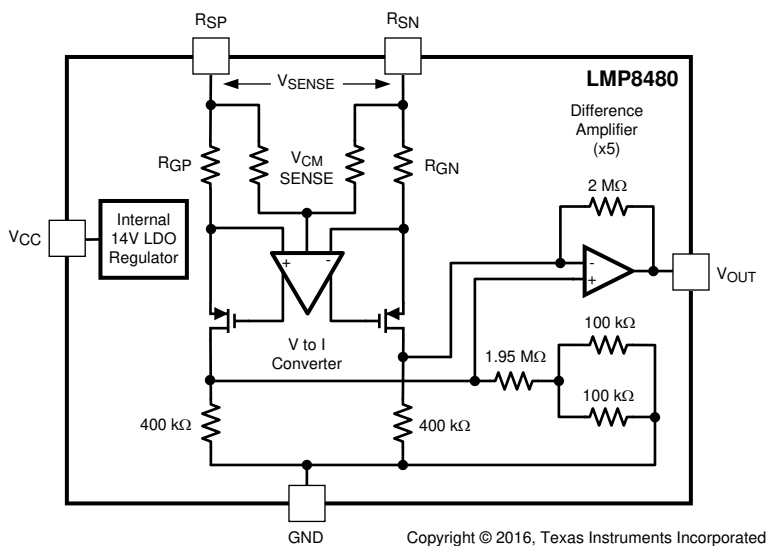 RSP
RSN
VSENSE
LMP8480
Difference
Amplifier
(x5)
RGP
VCM
SENSE
RGN
2 MΩ
Internal
14V LDO
Regulator
VCC
+
-
-
+
VOUT
V to I
Converter
1.95 MΩ
100 kΩ
100 kΩ
400 kΩ
400 kΩ
GND
Copyright © 2016, Texas Instruments Incorporated